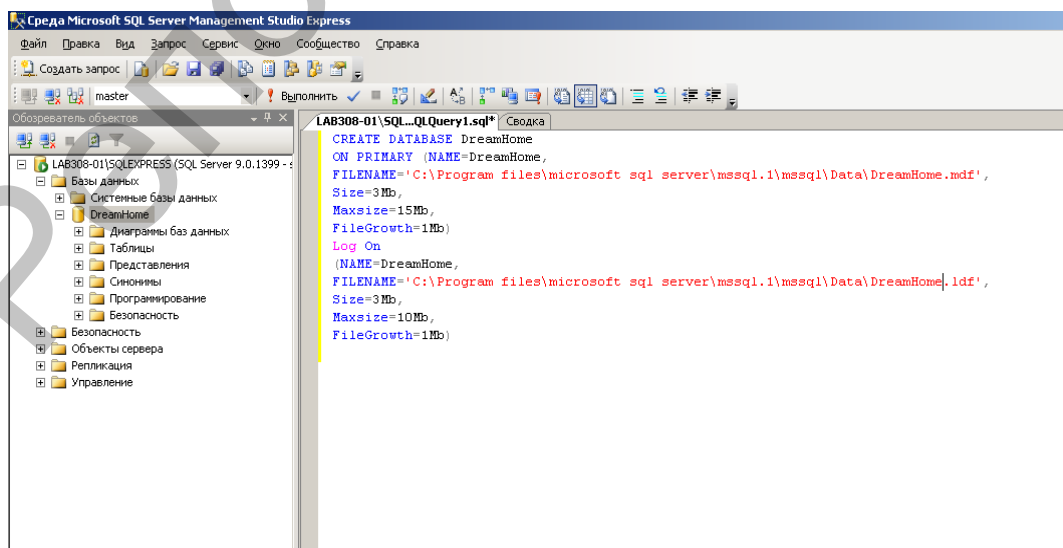 Среда Microsoft SQL Server Management Studio Express
Файл Правка Вид Запрос Сервис Окно Сообщество Справка
Создать запрос
master Выполнить
Обозреватель объектов
LAB308-01\SQL...QLQuery1.sql* Сводка
LAB308-01\SQLEXPRESS (SQL Server 9.0.1399 - s
Базы данных
Системные базы данных
DreamHome
Диаграммы баз данных
Таблицы
Представления
Синонимы
Программирование
Безопасность
Безопасность
Объекты сервера
Репликация
Управление
CREATE DATABASE DreamHome
ON PRIMARY (NAME=DreamHome,
FILENAME='C:\Program files\microsoft sql server\mssql.1\mssql\Data\DreamHome.mdf',
Size=3Mb,
Maxsize=15Mb,
FileGrowth=1Mb)
Log On
(NAME=DreamHome,
FILENAME='C:\Program files\microsoft sql server\mssql.1\mssql\Data\DreamHome.ldf',
Size=3Mb,
Maxsize=10Mb,
FileGrowth=1Mb)